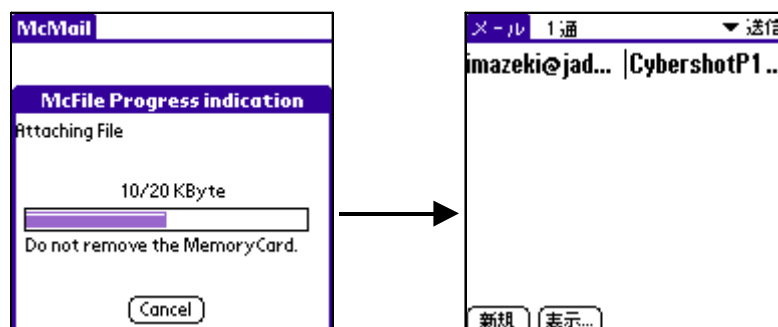 McMail
McFile Progress indication
Attaching File
10/20 KByte
Do not remove the MemoryCard.
Cancel
メール 1通 ▼送信
imazeki@jad... CybershotP1...
新規 表示...